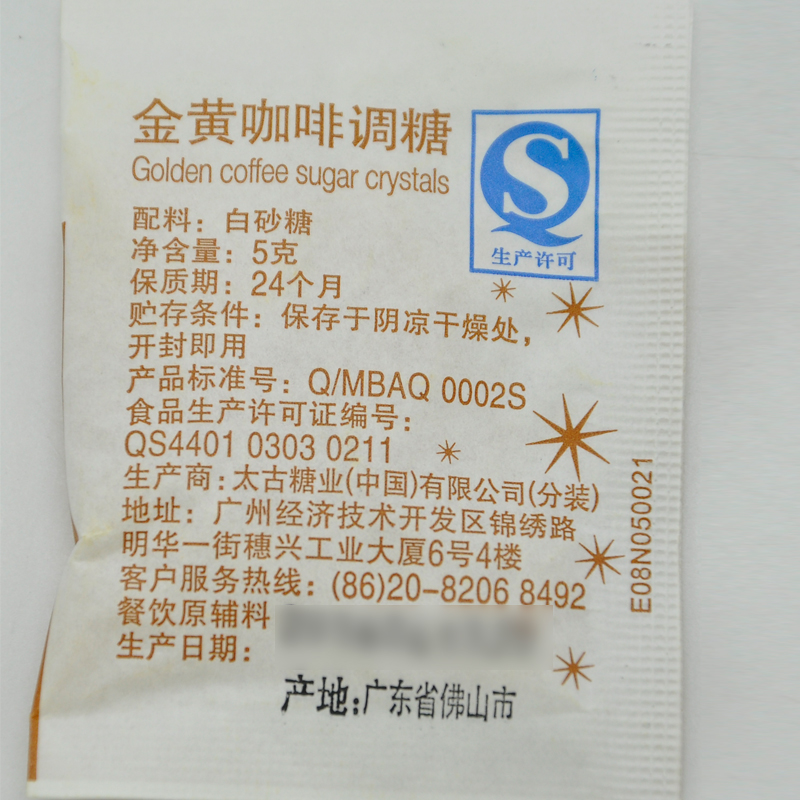 金黄咖啡调糖
Golden coffee sugar crystals
配料：白砂糖
净含量：5克
保质期：24个月
贮存条件：保存于阴凉干燥处，
开封即用
产品标准号：Q/MBAQ 0002S
食品生产许可证编号：
QS4401 0303 0211
生产商：太古糖业(中国)有限公司(分装)
地址：广州经济技术开发区锦绣路
明华一街穗兴工业大厦6号4楼
客户服务热线：(86)20-8206 8492
餐饮原辅料
生产日期：
产地：广东省佛山市
QS
生产许可
E08N050021